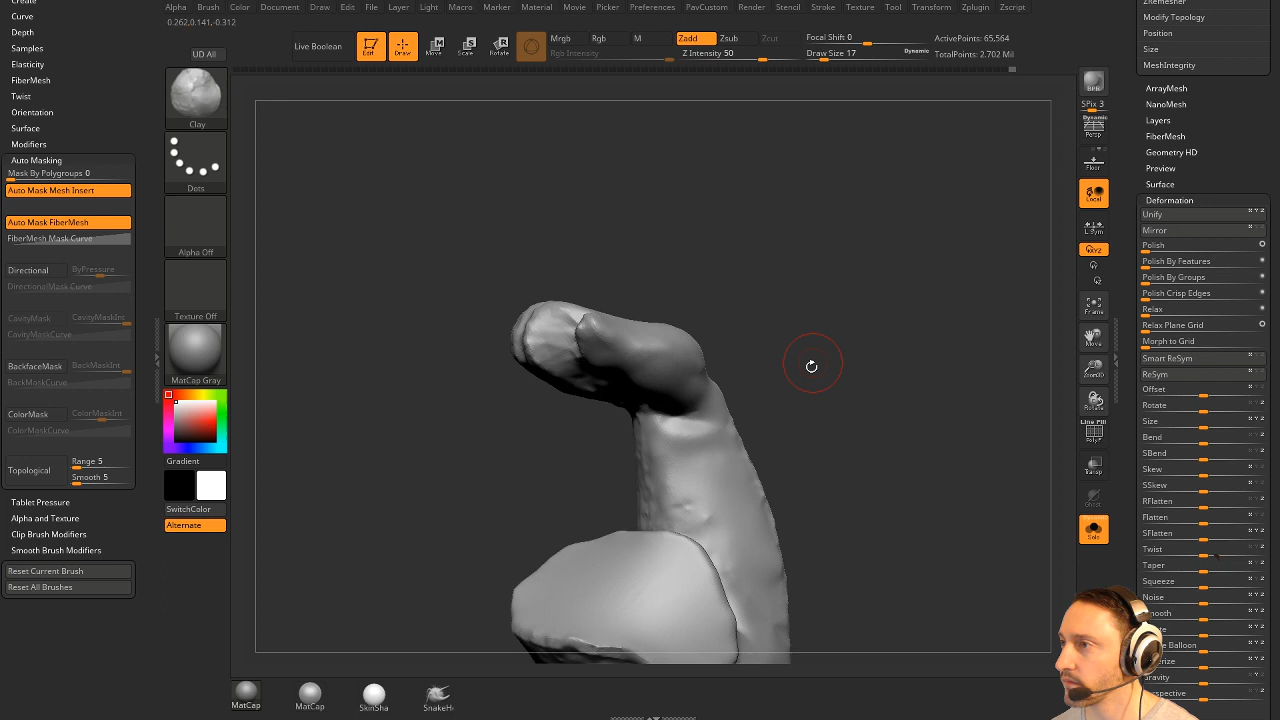 Alpha Brush Color Document Draw Edit File Layer Light Macro Marker Material Movie Picker Preferences PavCustom Render Stencil Stroke Texture Tool Transform Zplugin Zscript
0.262,0.141,-0.312
Create
Curve
Depth
Samples
Elasticity
FiberMesh
Twist
Orientation
Surface
Modifiers
Auto Masking
Mask By Polygroups 0
Auto Mask Mesh Insert
Auto Mask FiberMesh
FiberMesh Mask Curve
Directional
ByPressure
DirectionalMask Curve
CavityMask
CavityMaskInt
CavityMaskCurve
BackfaceMask
BackMaskInt
BackMaskCurve
ColorMask
ColorMaskInt
ColorMaskCurve
Topological
Range 5
Smooth 5
Tablet Pressure
Alpha and Texture
Clip Brush Modifiers
Smooth Brush Modifiers
Reset Current Brush
Reset All Brushes
UD All
Clay
Dots
Alpha Off
Texture Off
MatCap Gray
Gradient
SwitchColor
Alternate
Live Boolean
Edit
Draw
Move
Scale
Rotate
Mrgb
Rgb
M
Rgb Intensity
Zadd
Zsub
Zcut
Z Intensity 50
Focal Shift 0
Draw Size 17
Dynamic
ActivePoints: 65,564
TotalPoints: 2.702 Mil
MatCap
MatCap
SkinSha
SnakeH
BPR
SPix 3
Dynamic
Persp
Floor
Local
L.Sym
XYZ
Frame
Move
Zoom3D
Rotate
Line Fill
PolyF
Transp
Ghost
Dynamic
Solo
ZRemesher
Modify Topology
Position
Size
MeshIntegrity
ArrayMesh
NanoMesh
Layers
FiberMesh
Geometry HD
Preview
Surface
Deformation
Unify
Mirror
Polish
Polish By Features
Polish By Groups
Polish Crisp Edges
Relax
Relax Plane Grid
Morph to Grid
Smart ReSym
ReSym
Offset
Rotate
Size
Bend
SBend
Skew
SSkew
RFlatten
Flatten
SFlatten
Twist
Taper
Squeeze
Noise
Smooth
Balloon
Gravity
Perspective